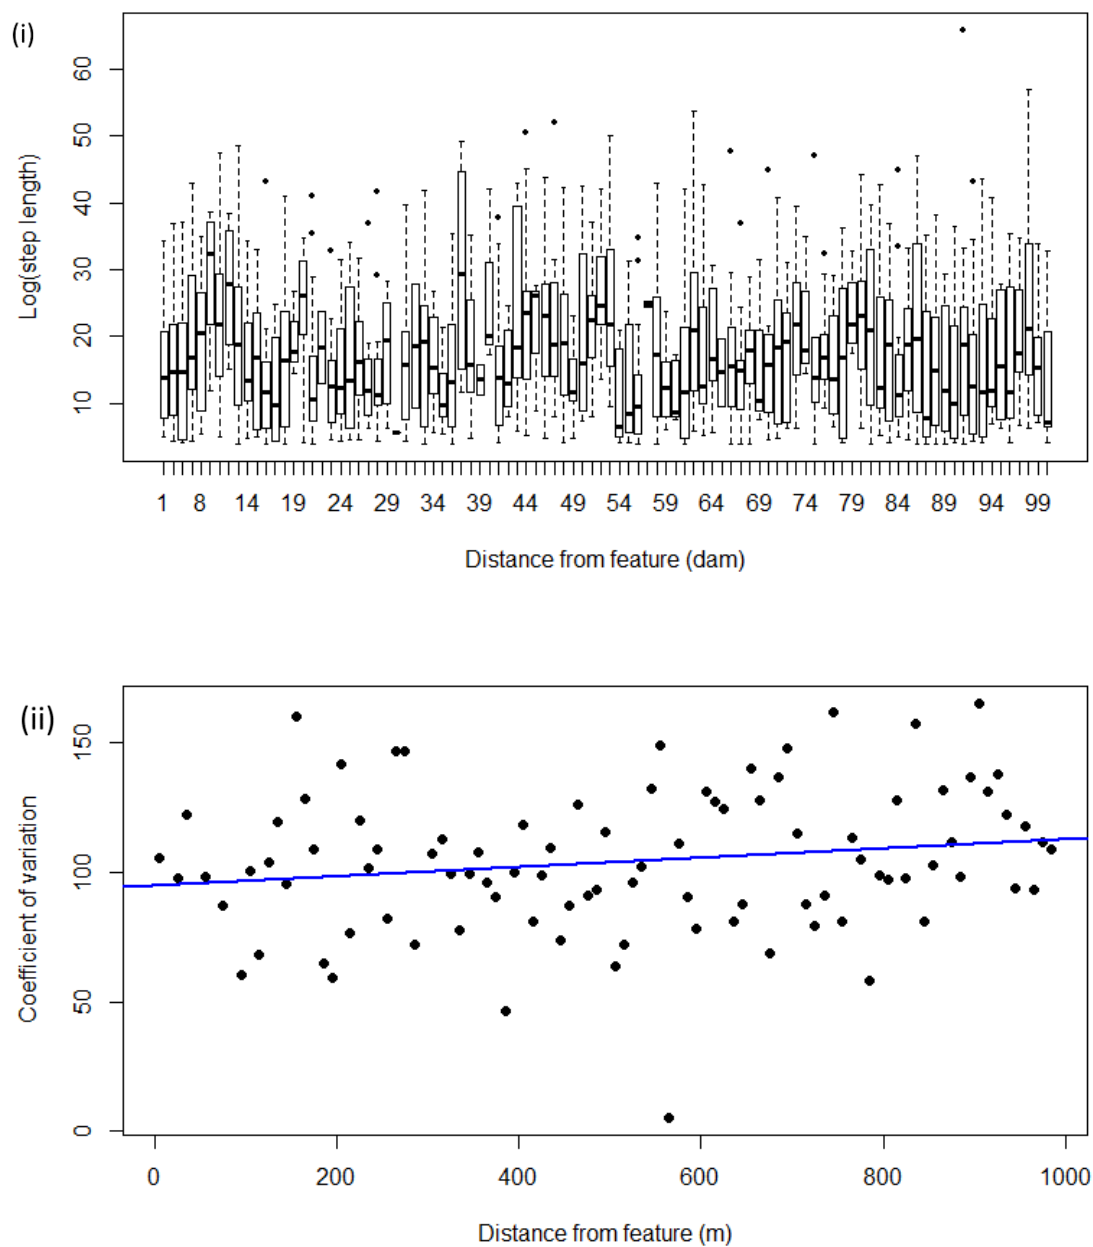 (i)
Log(step length)
60
50
40
30
20
10
1 8 14 19 24 29 34 39 44 49 54 59 64 69 74 79 84 89 94 99
Distance from feature (dam)
(ii)
Coefficient of variation
150
100
50
0
0 200 400 600 800 1000
Distance from feature (m)